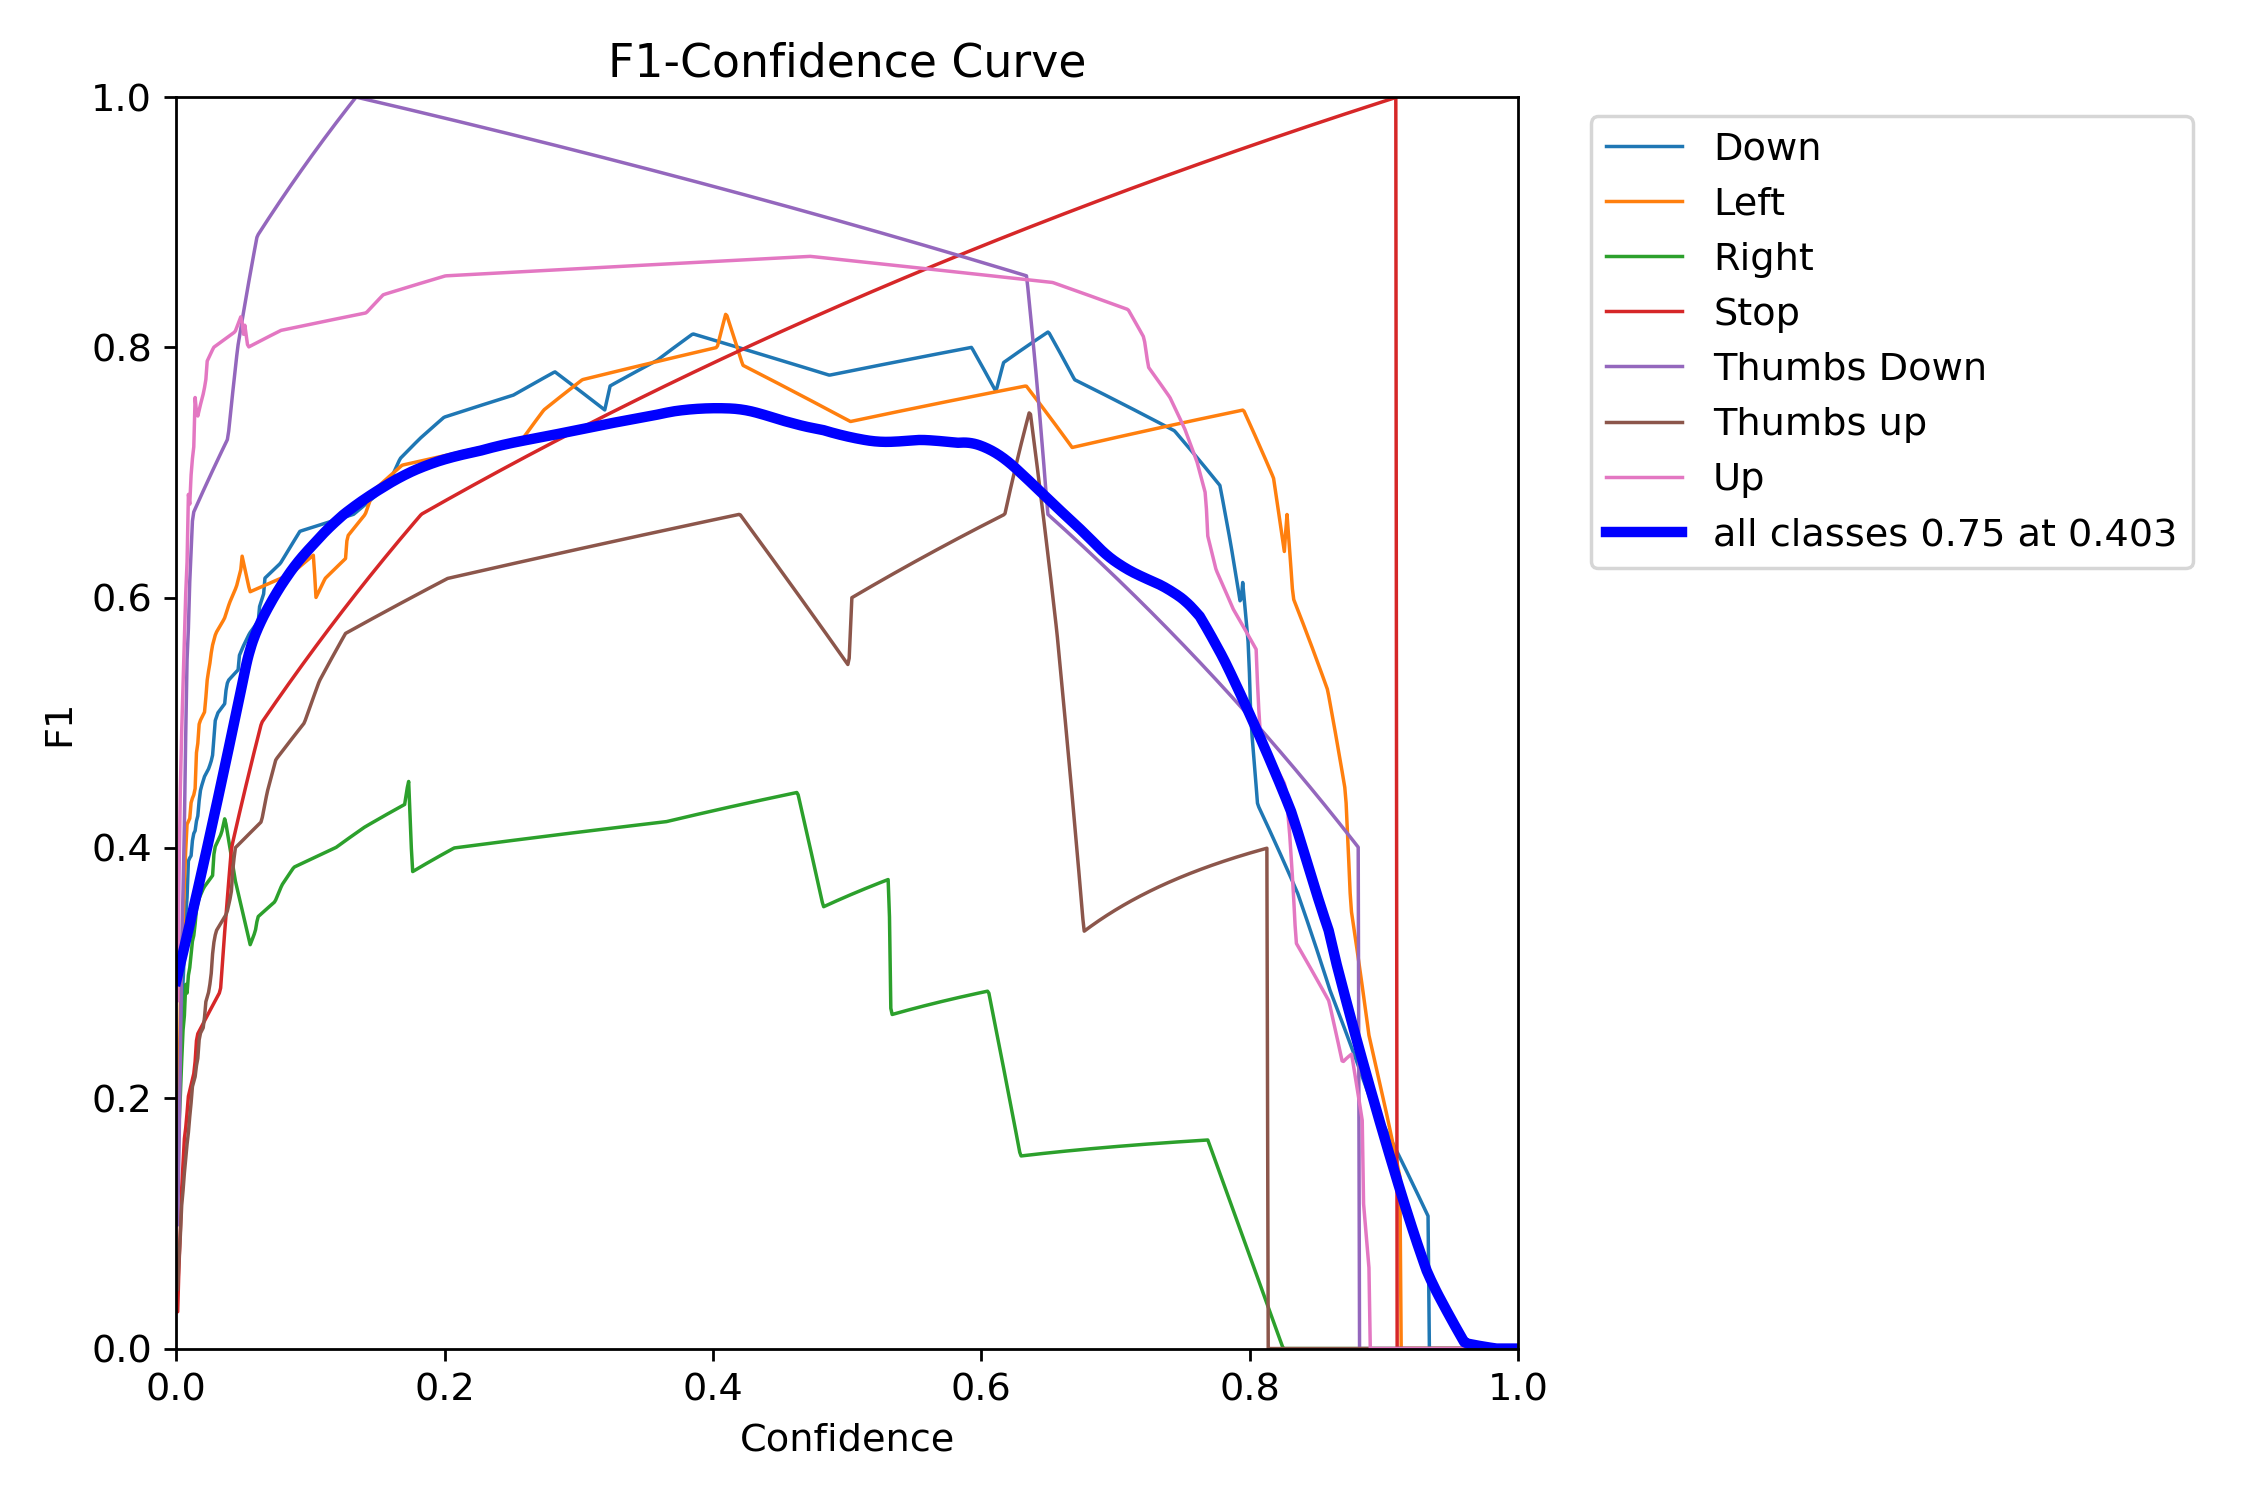 F1-Confidence Curve
1.0
0.8
0.6
0.4
0.2
0.0
F1
0.0 0.2 0.4 0.6 0.8 1.0
Confidence
Down
Left
Right
Stop
Thumbs Down
Thumbs up
Up
all classes 0.75 at 0.403